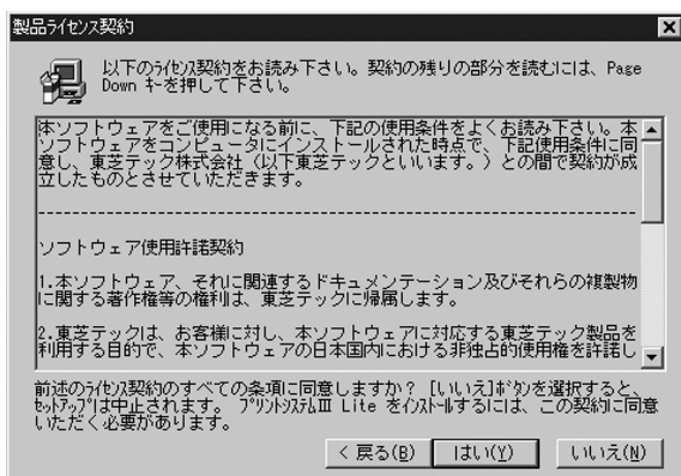 製品ライセンス契約
以下のﾗｲｾﾝｽ契約をお読み下さい。契約の残りの部分を読むには、Page
Down ｷｰを押して下さい。
本ソフトウェアをご使用になる前に、下記の使用条件をよくお読み下さい。本
ソフトウェアをコンピュータにインストールされた時点で、下記使用条件に同
意し、東芝テック株式会社（以下東芝テックといいます。）との間で契約が成
立したものとさせていただきます。
----------------------------------------------------------------------
ソフトウェア使用許諾契約
1.本ソフトウェア、それに関連するドキュメンテーション及びそれらの複製物
に関する著作権等の権利は、東芝テックに帰属します。
2.東芝テックは、お客様に対し、本ソフトウェアに対応する東芝テック製品を
利用する目的で、本ソフトウェアの日本国内における非独占的使用権を許諾し
前述のﾗｲｾﾝｽ契約のすべての条項に同意しますか？ [いいえ]ﾎﾞﾀﾝを選択すると、
ｾｯﾄｱｯﾌﾟは中止されます。 ﾌﾟﾘﾝﾄｼｽﾃﾑⅢ Lite をｲﾝｽﾄｰﾙするには、この契約に同意
いただく必要があります。
< 戻る(B) はい(Y) いいえ(N)